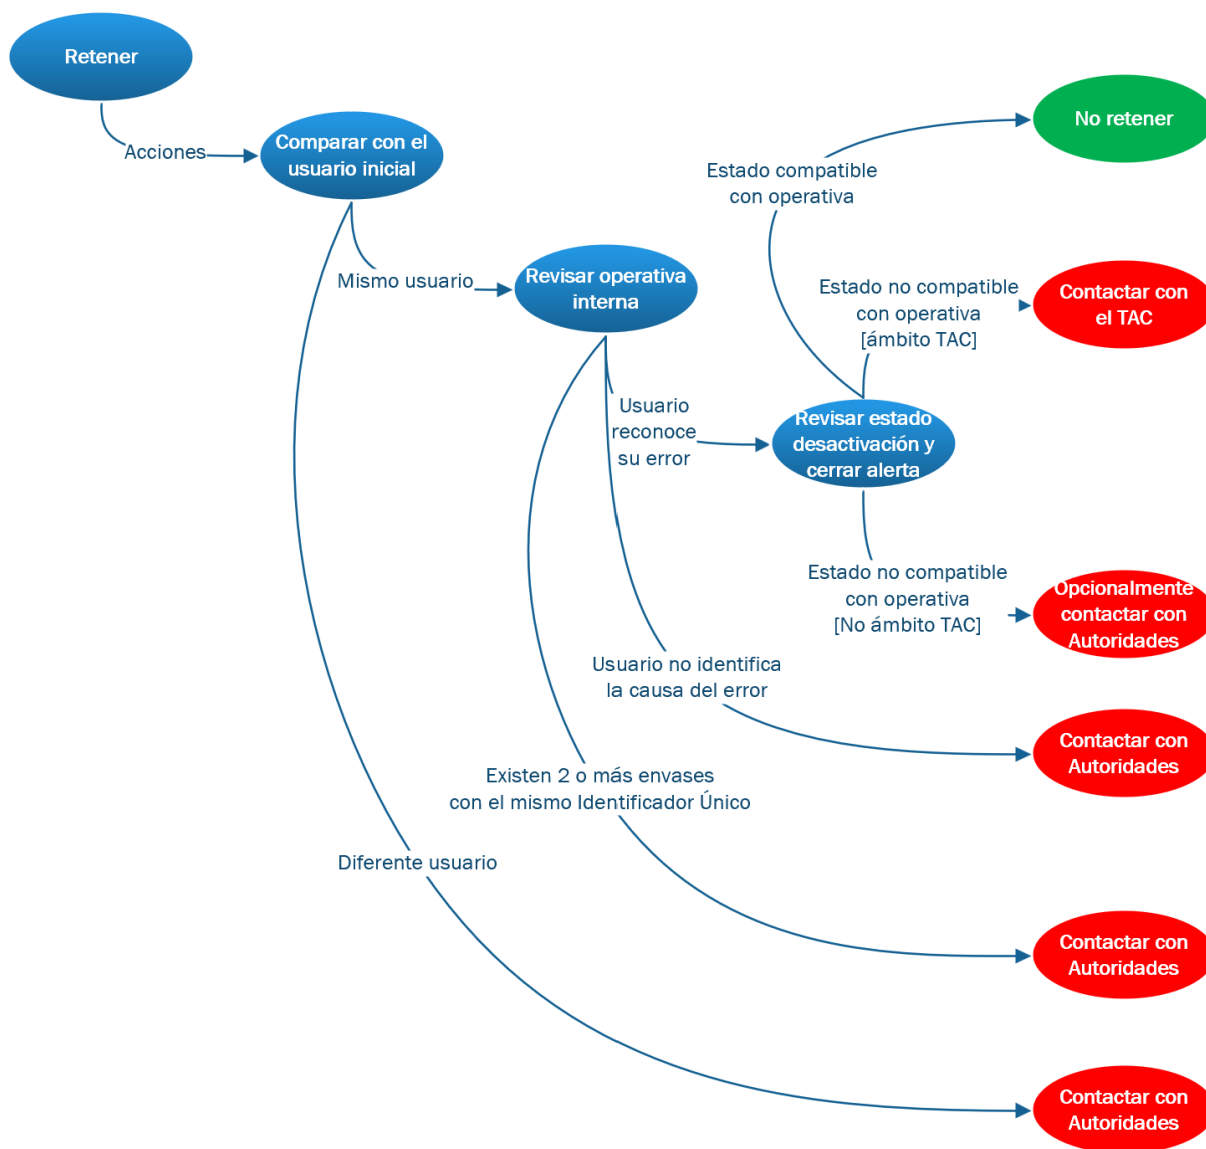 Retener
Acciones
Comparar con el
usuario inicial
Mismo usuario
Revisar operativa
interna
Usuario
reconoce
su error
Revisar estado
desactivación y
cerrar alerta
Estado compatible
con operativa
No retener
Estado no compatible
con operativa
[ámbito TAC]
Contactar con
el TAC
Estado no compatible
con operativa
[No ámbito TAC]
Opcionalmente
contactar con
Autoridades
Usuario no identifica
la causa del error
Contactar con
Autoridades
Existen 2 o más envases
con el mismo Identificador Único
Contactar con
Autoridades
Diferente usuario
Contactar con
Autoridades